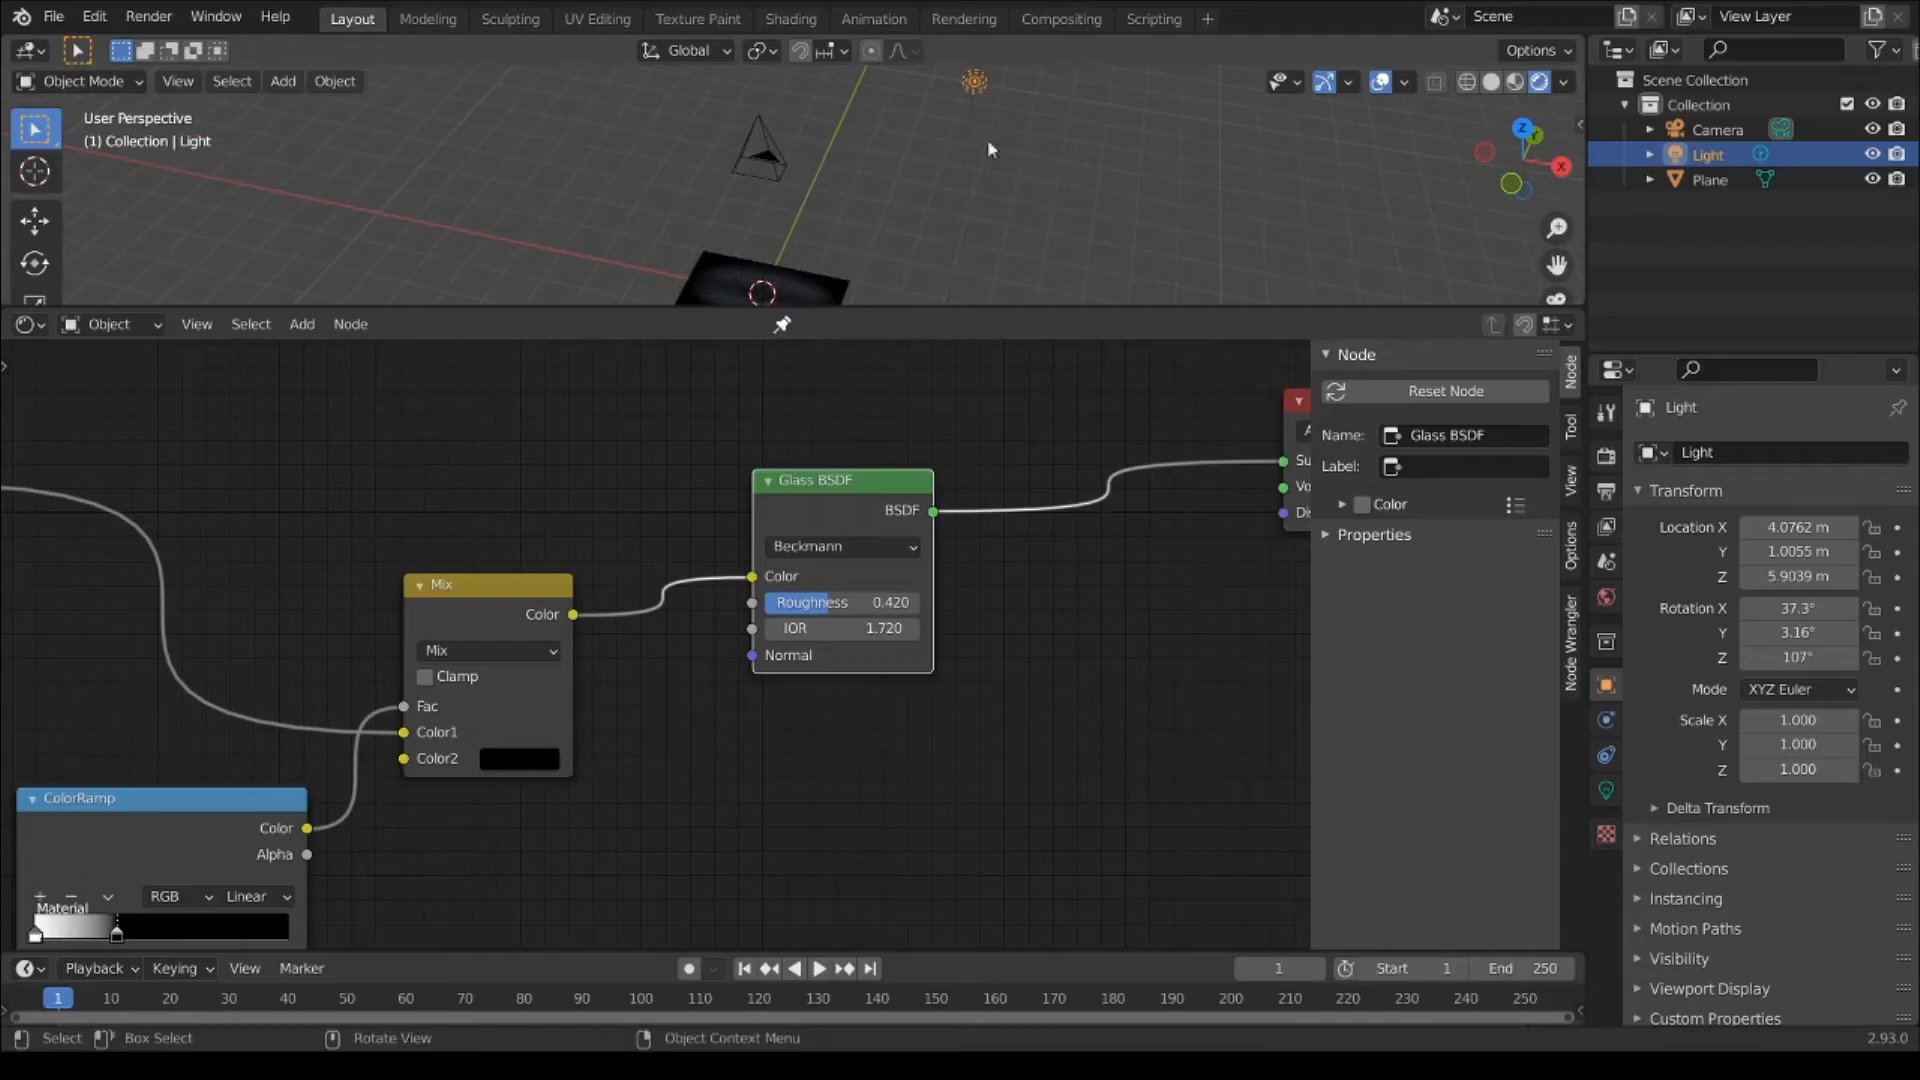 File Edit Render Window Help Layout Modeling Sculpting UV Editing Texture Paint Shading Animation Rendering Compositing Scripting + Scene View Layer
Global Options
Object Mode View Select Add Object
User Perspective
(1) Collection | Light
Z
Y
X
Scene Collection
Collection
Camera
Light
Plane
Object View Select Add Node
Node
Reset Node
Name: Glass BSDF
Label:
Color
Properties
Node
Tool
View
Options
Node Wrangler
Glass BSDF
BSDF
Beckmann
Color
Roughness 0.420
IOR 1.720
Normal
Su
Vo
Dis
Mix
Color
Mix
Clamp
Fac
Color1
Color2
ColorRamp
Color
Alpha
RGB Linear
Material
Light
Light
Transform
Location X 4.0762 m
Y 1.0055 m
Z 5.9039 m
Rotation X 37.3°
Y 3.16°
Z 107°
Mode XYZ Euler
Scale X 1.000
Y 1.000
Z 1.000
Delta Transform
Relations
Collections
Instancing
Motion Paths
Visibility
Viewport Display
Custom Properties
Playback Keying View Marker 1 Start 1 End 250
1 10 20 30 40 50 60 70 80 90 100 110 120 130 140 150 160 170 180 190 200 210 220 230 240 250
Select Box Select Rotate View Object Context Menu 2.93.0